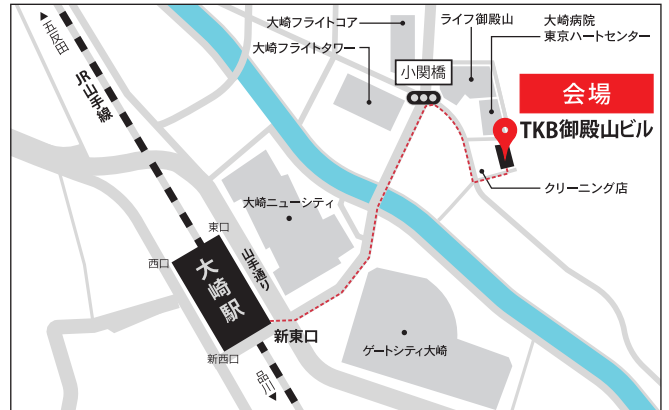 五反田
JR山手線
大崎フライトコア
大崎フライトタワー
小関橋
ライフ御殿山
大崎病院
東京ハートセンター
会場
TKB御殿山ビル
クリーニング店
大崎ニューシティ
東口
西口
山手通り
大崎駅
新東口
新西口
品川
ゲートシティ大崎